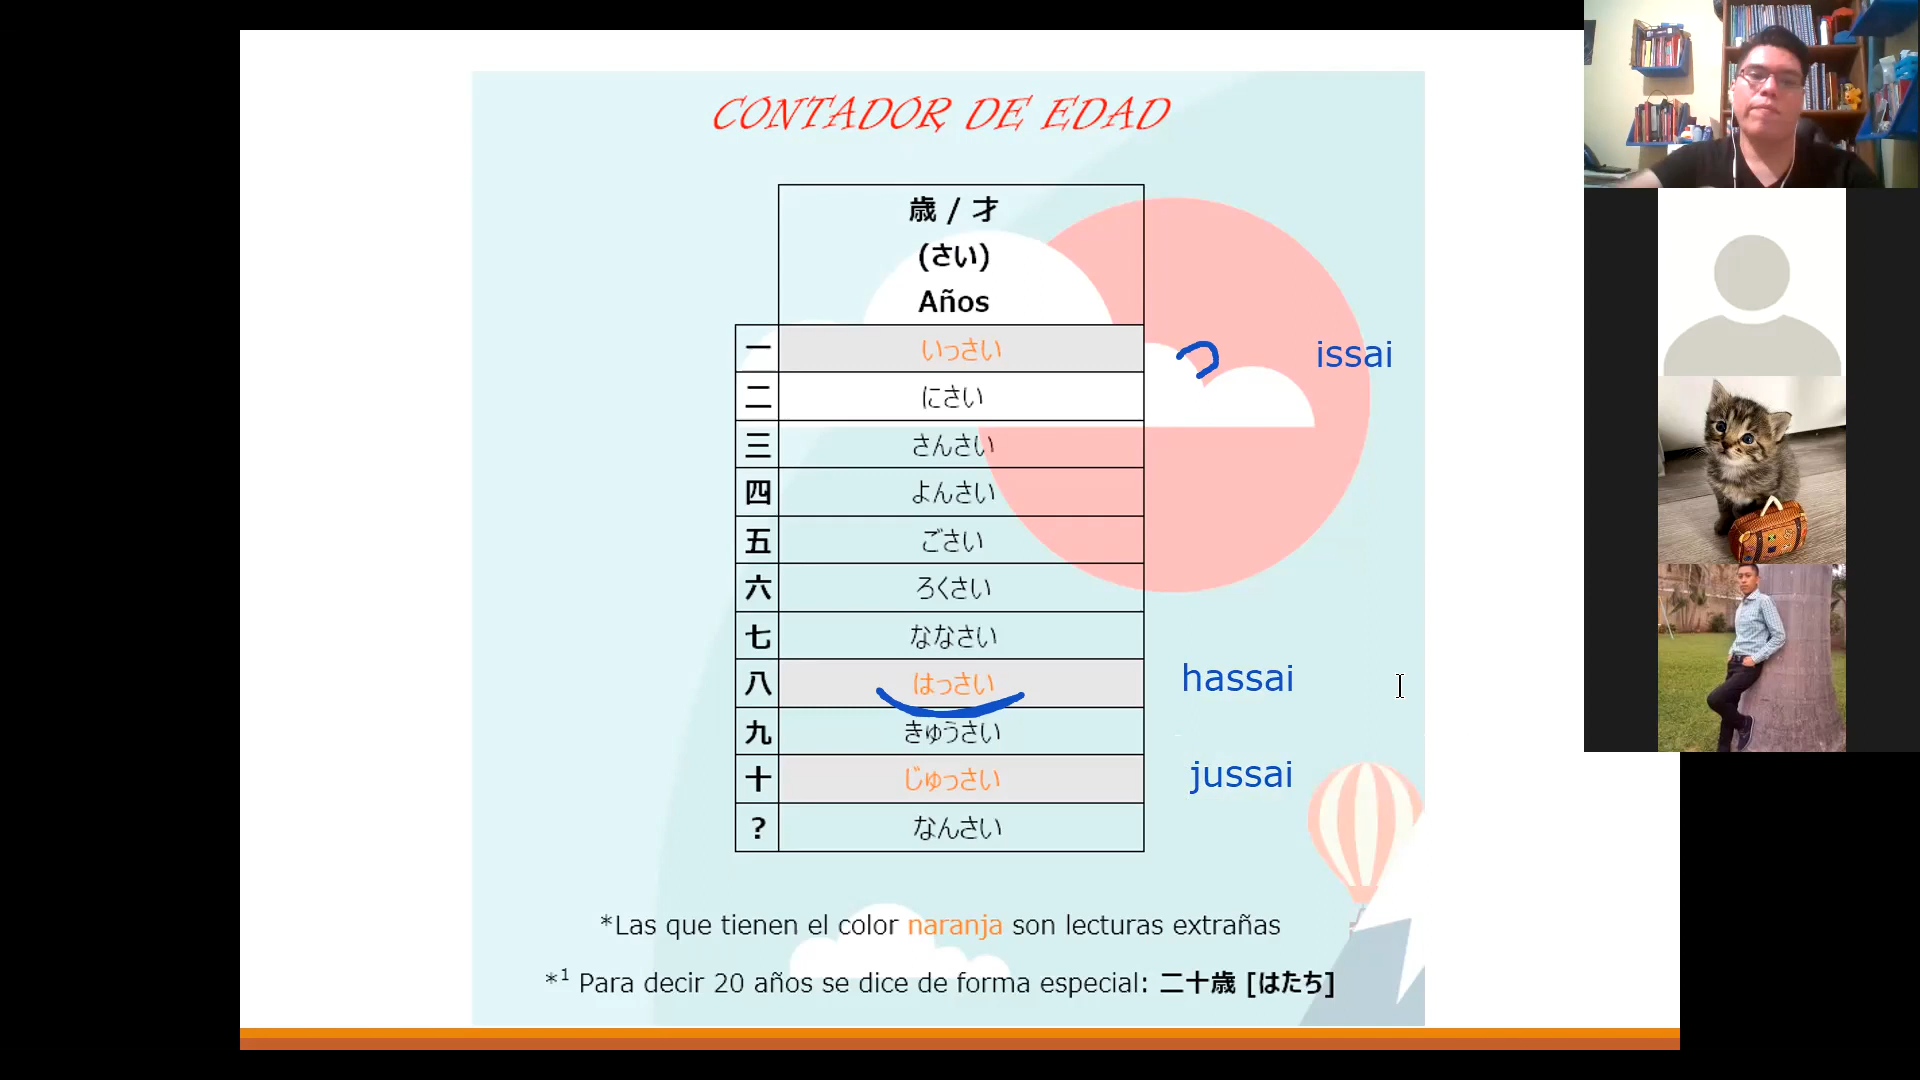 CONTADOR DE EDAD
歳 / 才
(さい)
Años
一 いっさい issai
二 にさい
三 さんさい
四 よんさい
五 ごさい
六 ろくさい
七 ななさい
八 はっさい hassai
九 きゅうさい
十 じゅっさい jussai
? なんさい
*Las que tienen el color naranja son lecturas extrañas
*¹ Para decir 20 años se dice de forma especial: 二十歳 [はたち]